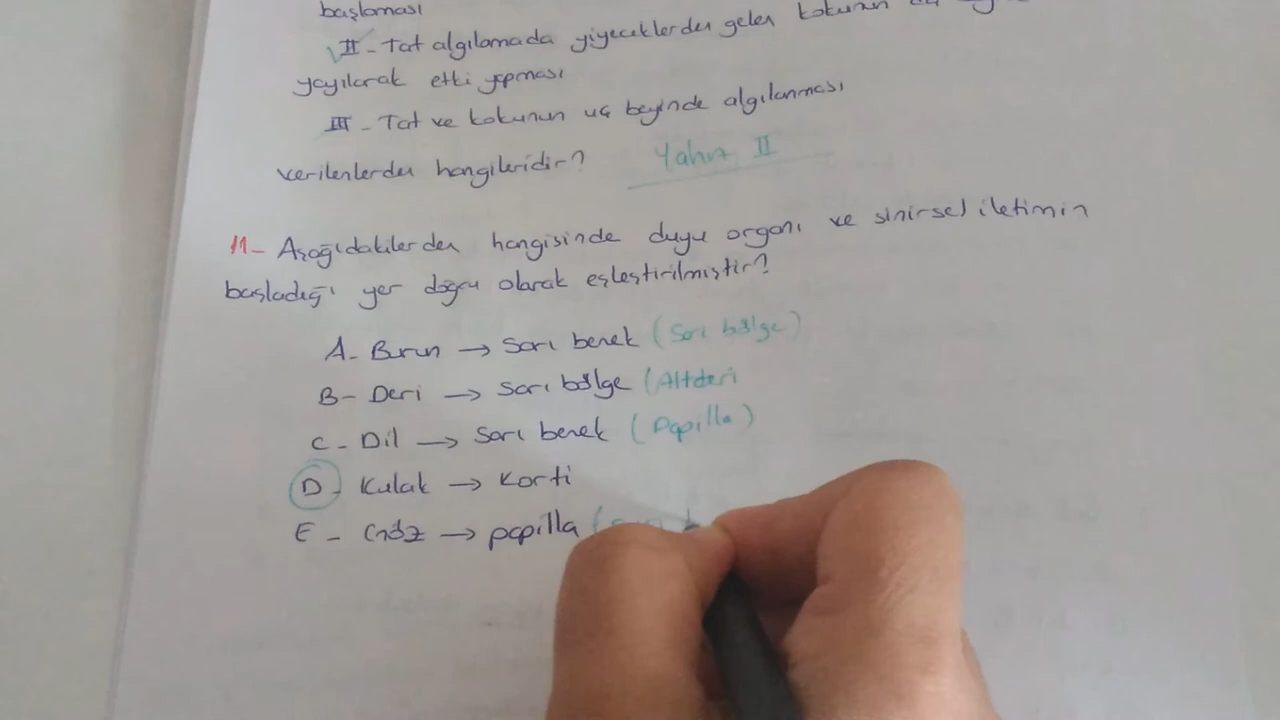 başlaması
II - Tat algılamada yiyeceklerden gelen kokunun
yayılarak etki yapması
III - Tat ve kokunun uç beyinde algılanması
verilenlerden hangileridir? Yalnız II
11- Aşağıdakilerden hangisinde duyu organı ve sinirsel iletimin
başladığı yer doğru olarak eşleştirilmiştir?
A- Burun → Sarı benek (Sarı bölge)
B- Deri → Sarı bölge (Altderi
C- Dil → Sarı benek (Papilla)
D- Kulak → Korti
E - Göz → papilla (